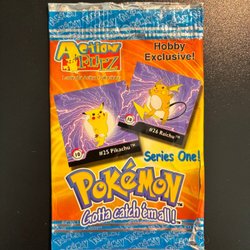 Action
FLIPZ
Hobby
Exclusive!
#25 Pikachu™
#26 Raichu™
Series One!
POKéMON
Gotta catch 'em all!